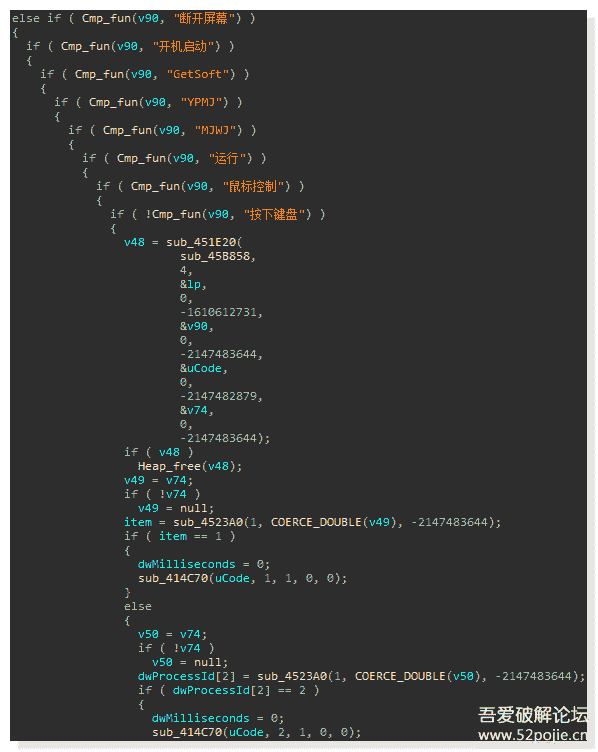 else if ( Cmp_fun(v90, "断开屏幕") )
{
if ( Cmp_fun(v90, "开机启动") )
{
if ( Cmp_fun(v90, "GetSoft") )
{
if ( Cmp_fun(v90, "YPMJ") )
{
if ( Cmp_fun(v90, "MJWJ") )
{
if ( Cmp_fun(v90, "运行") )
{
if ( Cmp_fun(v90, "鼠标控制") )
{
if ( !Cmp_fun(v90, "按下键盘") )
{
v48 = sub_451E20(
sub_45B858,
4,
&lp,
0,
-1610612731,
&v90,
0,
-2147483644,
&uCode,
0,
-2147482879,
&v74,
0,
-2147483644);
if ( v48 )
Heap_free(v48);
v49 = v74;
if ( !v74 )
v49 = null;
item = sub_4523A0(1, COERCE_DOUBLE(v49), -2147483644);
if ( item == 1 )
{
dwMilliseconds = 0;
sub_414C70(uCode, 1, 1, 0, 0);
}
else
{
v50 = v74;
if ( !v74 )
v50 = null;
dwProcessId[2] = sub_4523A0(1, COERCE_DOUBLE(v50), -2147483644);
if ( dwProcessId[2] == 2 )
{
dwMilliseconds = 0;
sub_414C70(uCode, 2, 1, 0, 0);
吾爱破解论坛
www.52pojie.cn